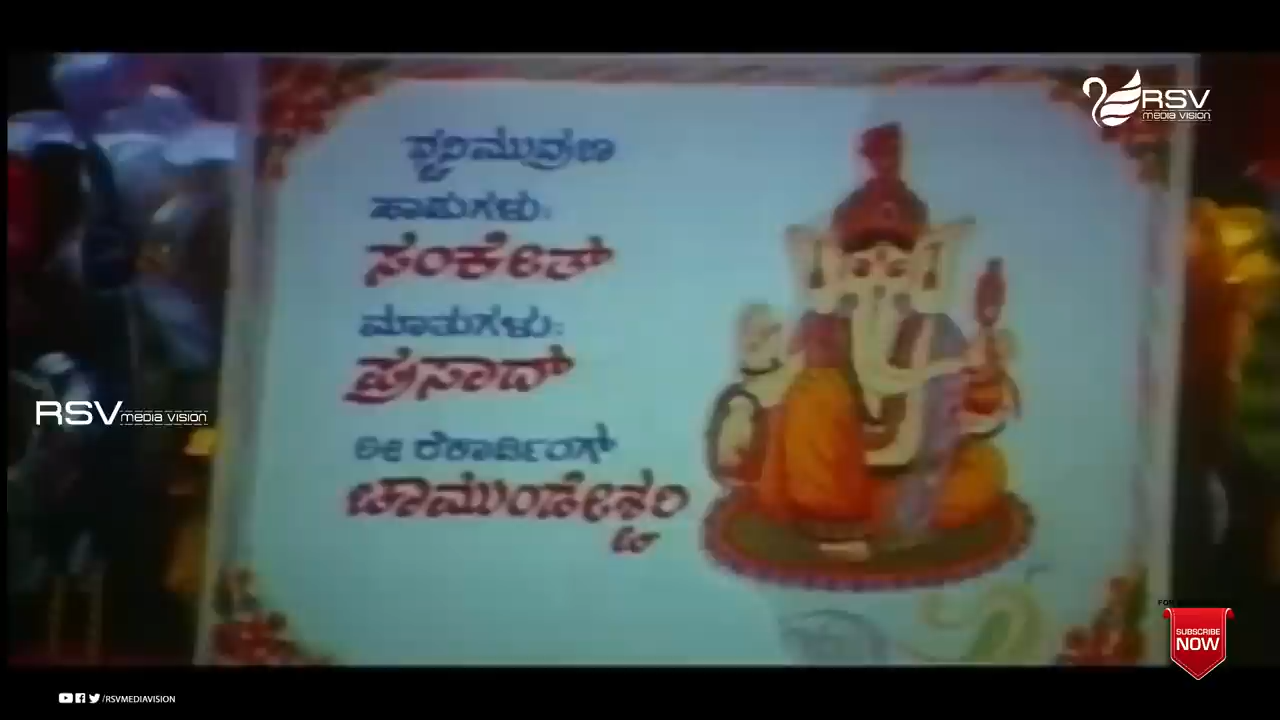 RSV
MEDIA VISION
ಧ್ವನಿಮುದ್ರಣ
ಹಾಡುಗಳು:
ಸಂಕೇತ್
ಮಾತುಗಳು:
ಪ್ರಸಾದ್
RSV MEDIA VISION
ರೀ ರೆಕಾರ್ಡಿಂಗ್
ಚಾಮುಂಡೇಶ್ವರಿ
SUBSCRIBE
NOW
/RSVMEDIAVISION